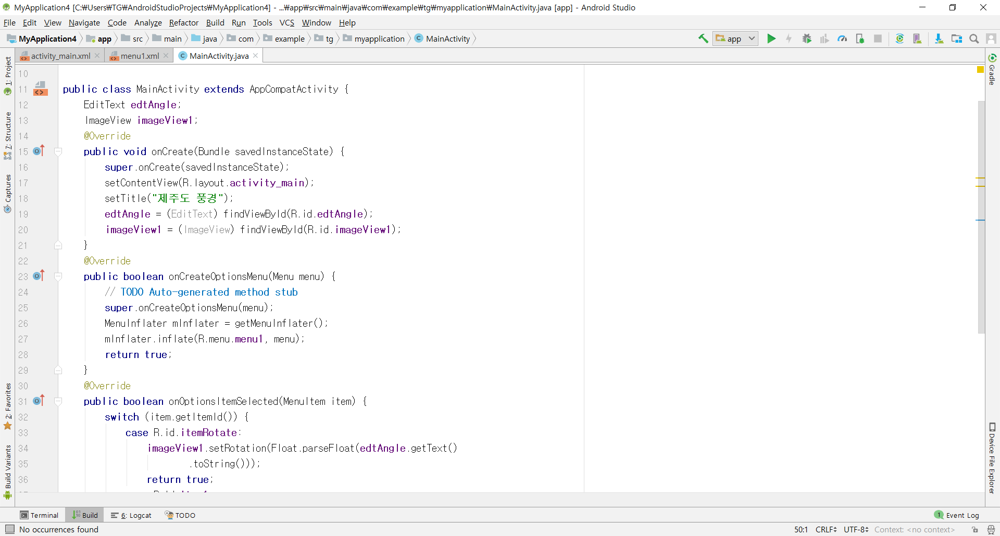 MyApplication4 [C:₩Users₩TG₩AndroidStudioProjects₩MyApplication4] - ...₩app₩src₩main₩java₩com₩example₩tg₩myapplication₩MainActivity.java [app] - Android Studio
File Edit View Navigate Code Analyze Refactor Build Run Tools VCS Window Help
MyApplication4 app src main java com example tg myapplication MainActivity app
activity_main.xml menu1.xml MainActivity.java
1: Project
7: Structure
Captures
2: Favorites
Build Variants
10
11 public class MainActivity extends AppCompatActivity {
12 EditText edtAngle;
13 ImageView imageView1;
14 @Override
15 public void onCreate(Bundle savedInstanceState) {
16 super.onCreate(savedInstanceState);
17 setContentView(R.layout.activity_main);
18 setTitle("제주도 풍경");
19 edtAngle = (EditText) findViewById(R.id.edtAngle);
20 imageView1 = (ImageView) findViewById(R.id.imageView1);
21 }
22 @Override
23 public boolean onCreateOptionsMenu(Menu menu) {
24 // TODO Auto-generated method stub
25 super.onCreateOptionsMenu(menu);
26 MenuInflater mInflater = getMenuInflater();
27 mInflater.inflate(R.menu.menu1, menu);
28 return true;
29 }
30 @Override
31 public boolean onOptionsItemSelected(MenuItem item) {
32 switch (item.getItemId()) {
33 case R.id.itemRotate:
34 imageView1.setRotation(Float.parseFloat(edtAngle.getText()
35 .toString()));
36 return true;
Gradle
Device File Explorer
Terminal Build 6: Logcat TODO 1 Event Log
No occurrences found 50:1 CRLF UTF-8 Context: <no context>